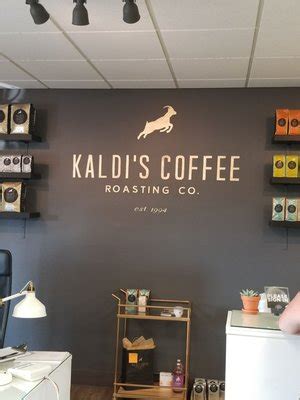 KALDI'S COFFEE
ROASTING CO.
est. 1994